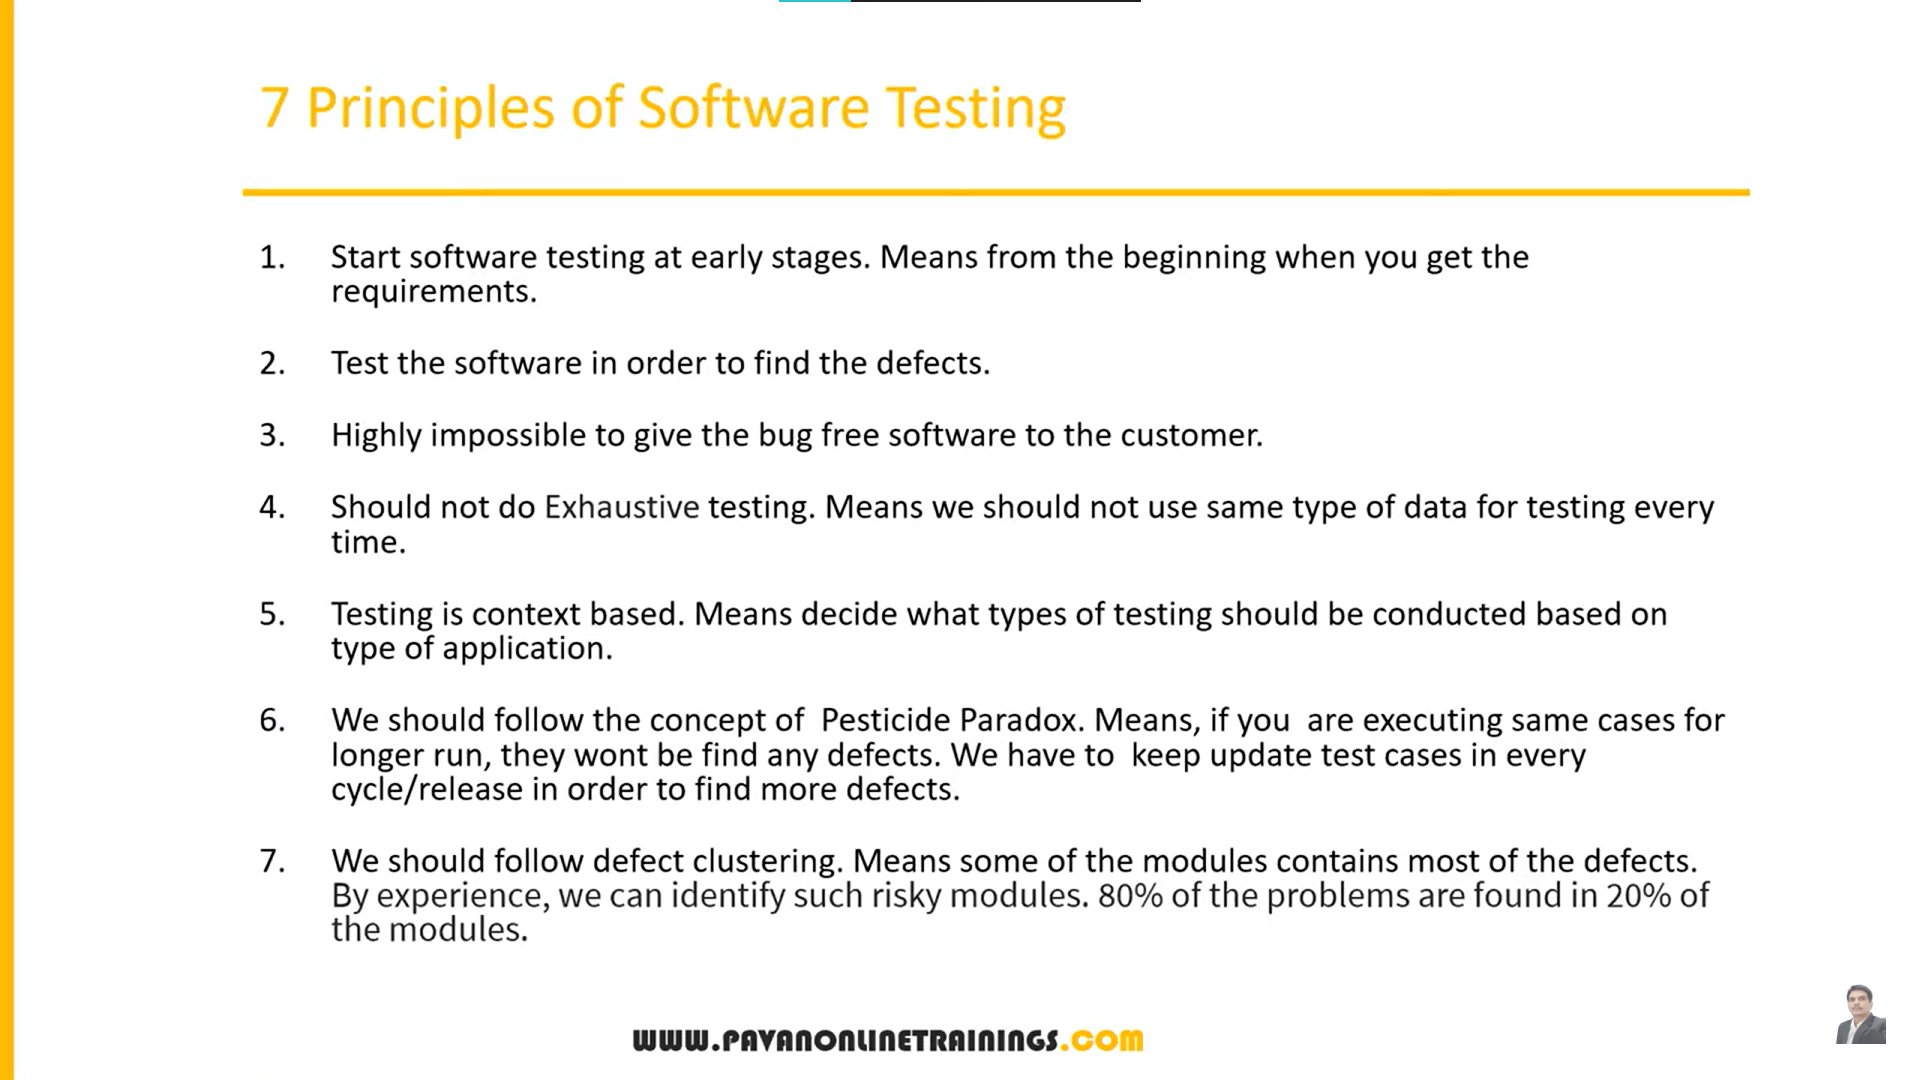 7 Principles of Software Testing
1. Start software testing at early stages. Means from the beginning when you get the
requirements.
2. Test the software in order to find the defects.
3. Highly impossible to give the bug free software to the customer.
4. Should not do Exhaustive testing. Means we should not use same type of data for testing every
time.
5. Testing is context based. Means decide what types of testing should be conducted based on
type of application.
6. We should follow the concept of  Pesticide Paradox. Means, if you  are executing same cases for
longer run, they wont be find any defects. We have to  keep update test cases in every
cycle/release in order to find more defects.
7. We should follow defect clustering. Means some of the modules contains most of the defects.
By experience, we can identify such risky modules. 80% of the problems are found in 20% of
the modules.
WWW.PAVANONLINETRAININGS.COM